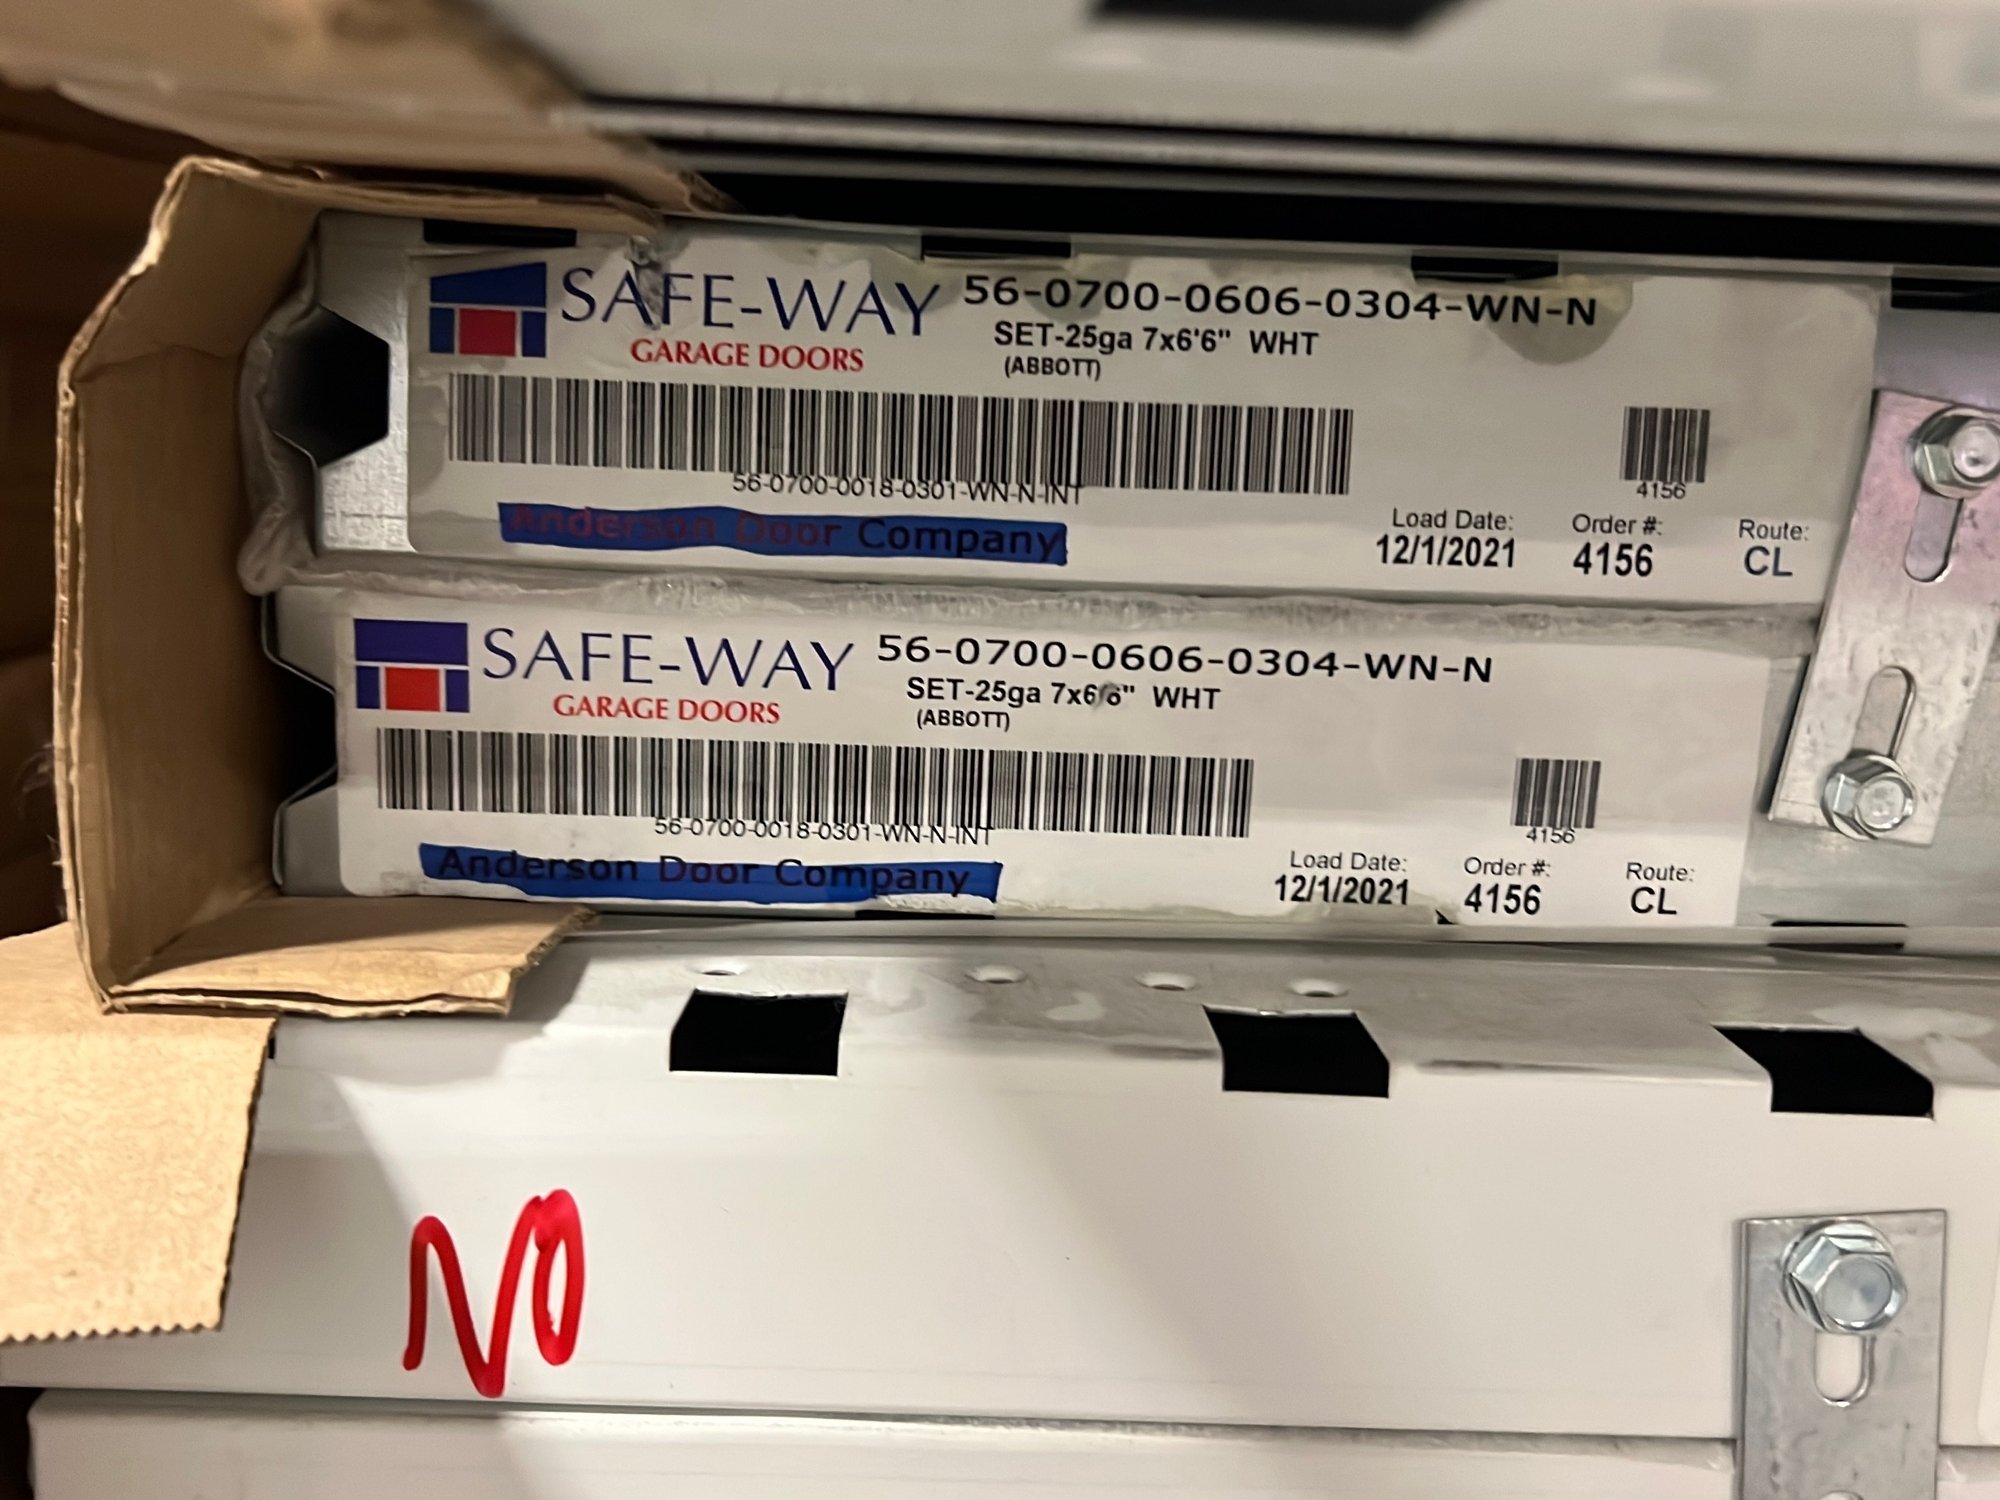 SAFE-WAY
GARAGE DOORS
56-0700-0606-0304-WN-N
SET-25ga 7x6'6" WHT
(ABBOTT)
56-0700-0018-0301-WN-N-INT
4156
Anderson Door Company
Load Date:
12/1/2021
Order #:
4156
Route:
CL
SAFE-WAY
GARAGE DOORS
56-0700-0606-0304-WN-N
SET-25ga 7x6'6" WHT
(ABBOTT)
56-0700-0018-0301-WN-N-INT
4156
Anderson Door Company
Load Date:
12/1/2021
Order #:
4156
Route:
CL
NO